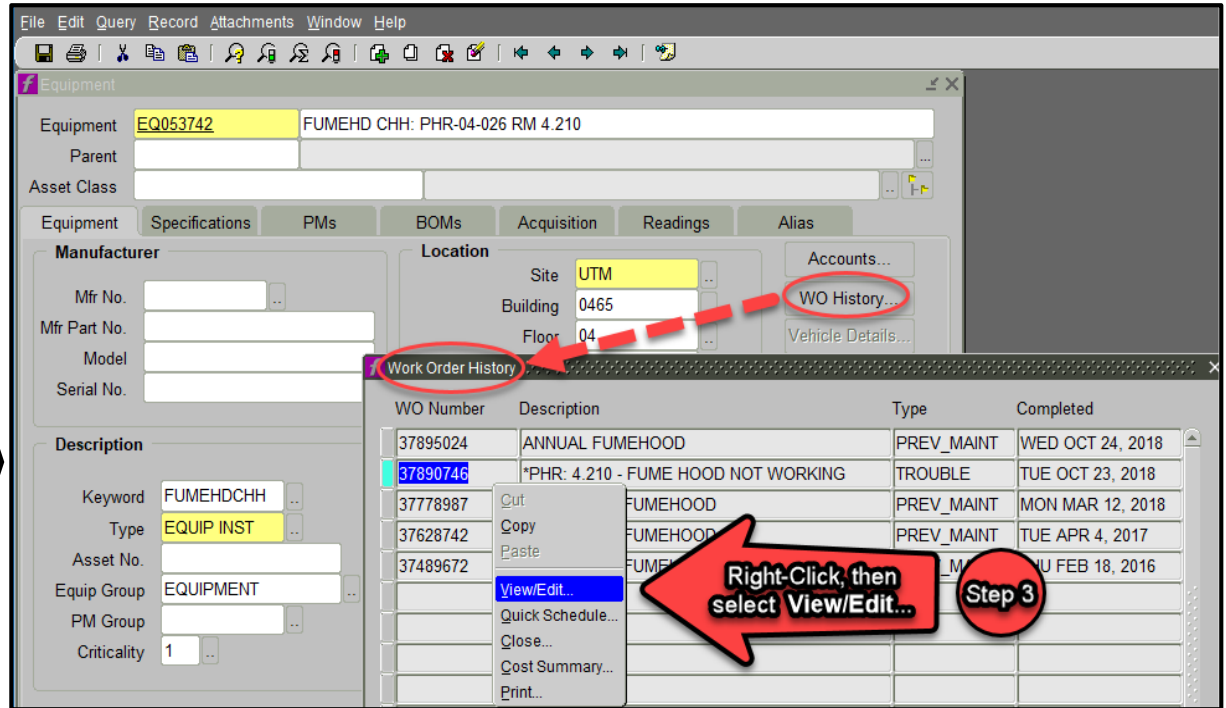 File Edit Query Record Attachments Window Help
Equipment
Equipment EQ053742 FUMEHD CHH: PHR-04-026 RM 4.210
Parent ...
Asset Class ..
Equipment Specifications PMs BOMs Acquisition Readings Alias
Manufacturer Location Accounts...
Site UTM ..
Mfr No. .. Building 0465 WO History...
Mfr Part No. Floor 04 .. Vehicle Details...
Model
Serial No.
Work Order History
WO Number Description Type Completed
37895024 ANNUAL FUMEHOOD PREV_MAINT WED OCT 24, 2018
37890746 *PHR: 4.210 - FUME HOOD NOT WORKING TROUBLE TUE OCT 23, 2018
37778987 FUMEHOOD PREV_MAINT MON MAR 12, 2018
37628742 FUMEHOOD PREV_MAINT TUE APR 4, 2017
37489672 FEB 18, 2016
Description
Keyword FUMEHDCHH ..
Type EQUIP INST ..
Asset No.
Equip Group EQUIPMENT ..
PM Group ..
Criticality 1 ..
Cut
Copy
Paste
View/Edit...
Quick Schedule...
Close...
Cost Summary...
Print...
Right-Click, then
select View/Edit...
Step 3